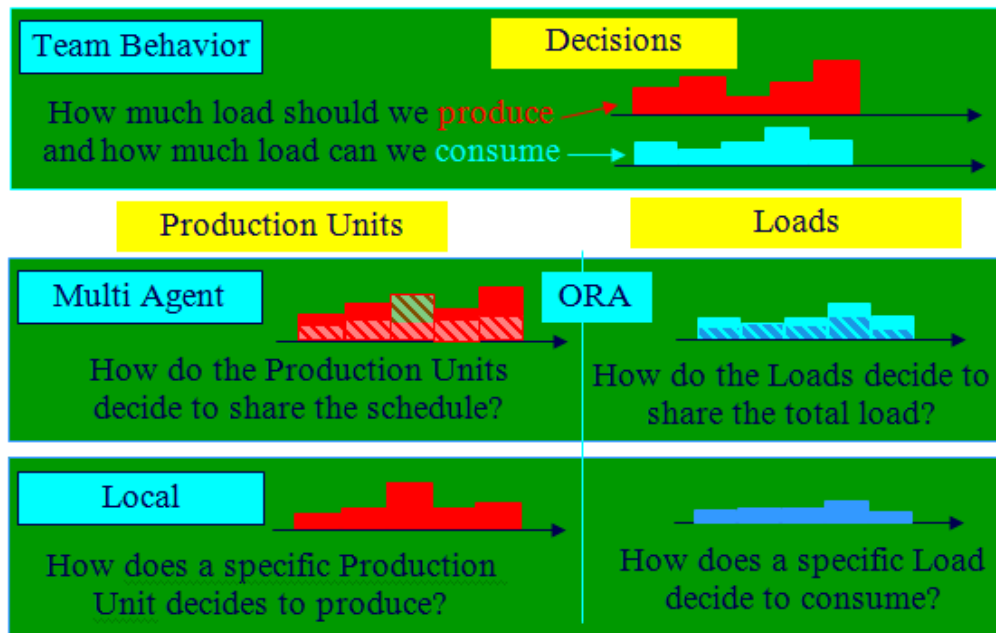 Team Behavior
Decisions
How much load should we produce
and how much load can we consume
Production Units
Loads
Multi Agent
ORA
How do the Production Units
decide to share the schedule?
How do the Loads decide to
share the total load?
Local
How does a specific Production
Unit decides to produce?
How does a specific Load
decide to consume?